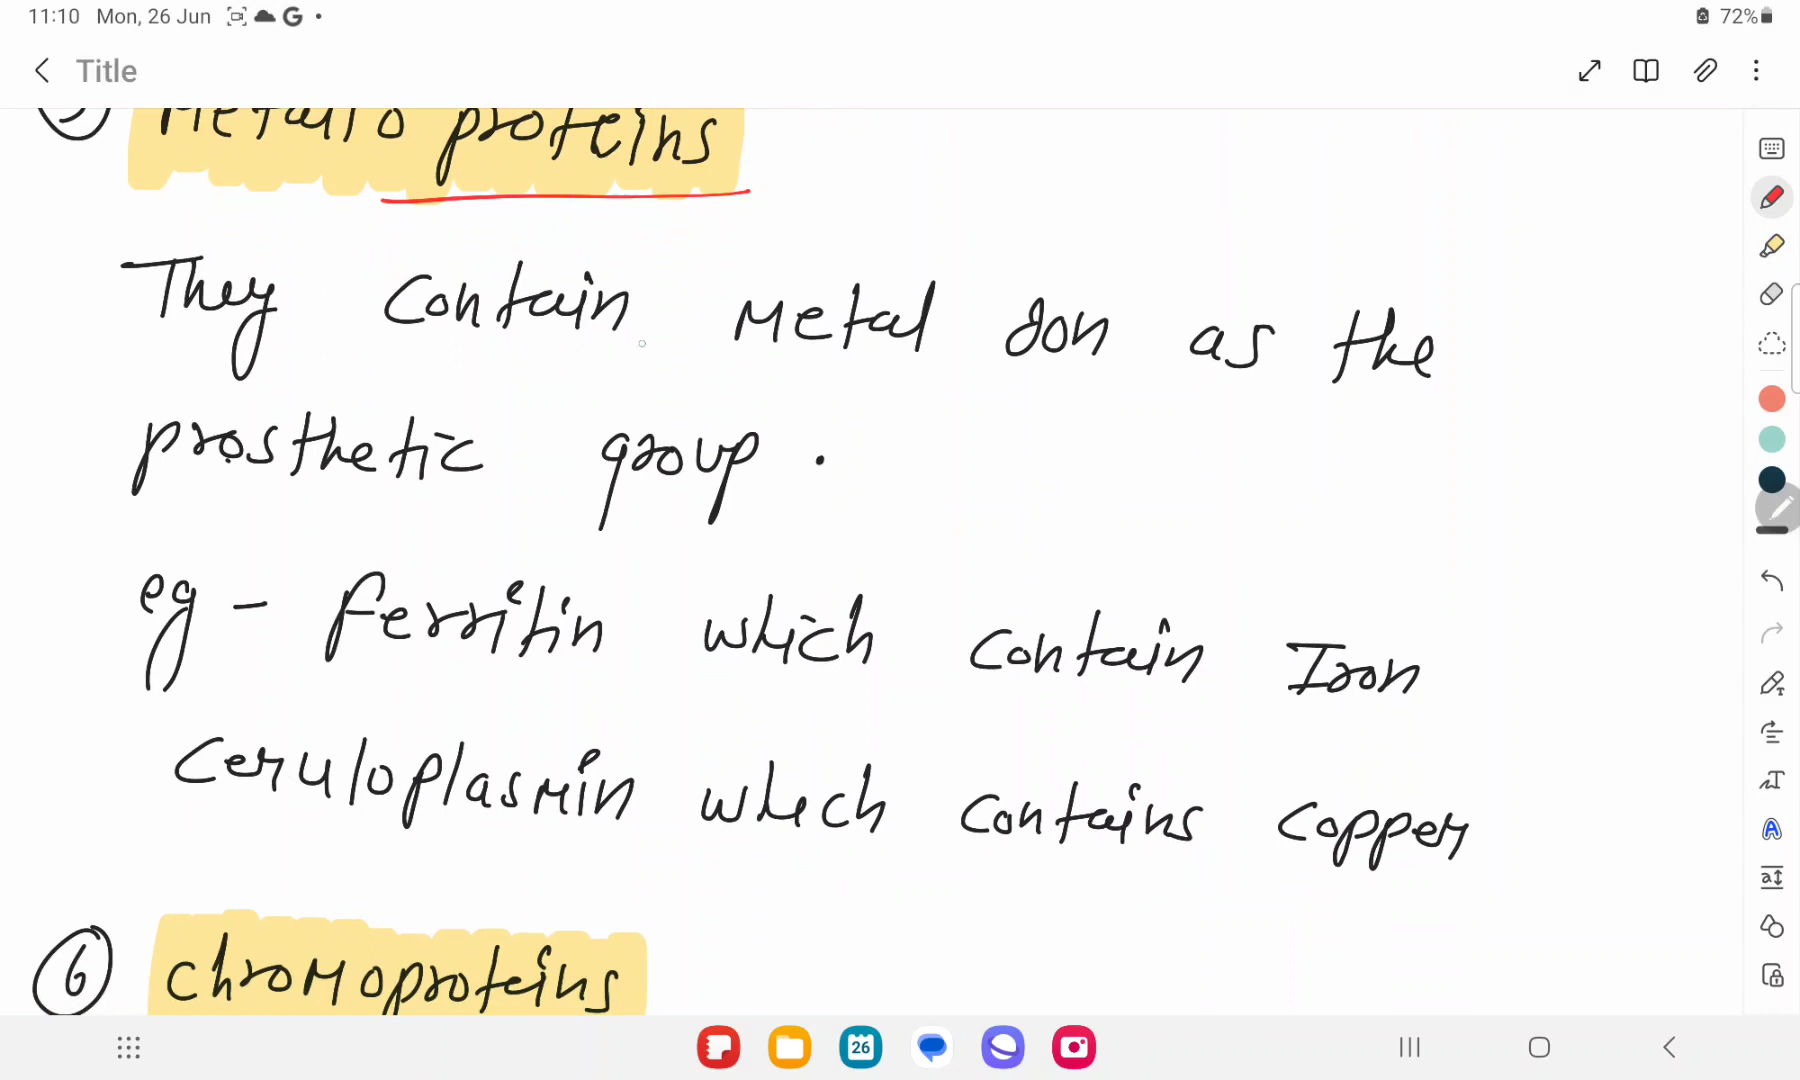 11:10 Mon, 26 Jun 72%
Title
Metallo proteins
They contain Metal Ion as the
prosthetic group .
eg - ferritin which contain Iron
Ceruloplasmin which contains copper
6 chromoproteins
26